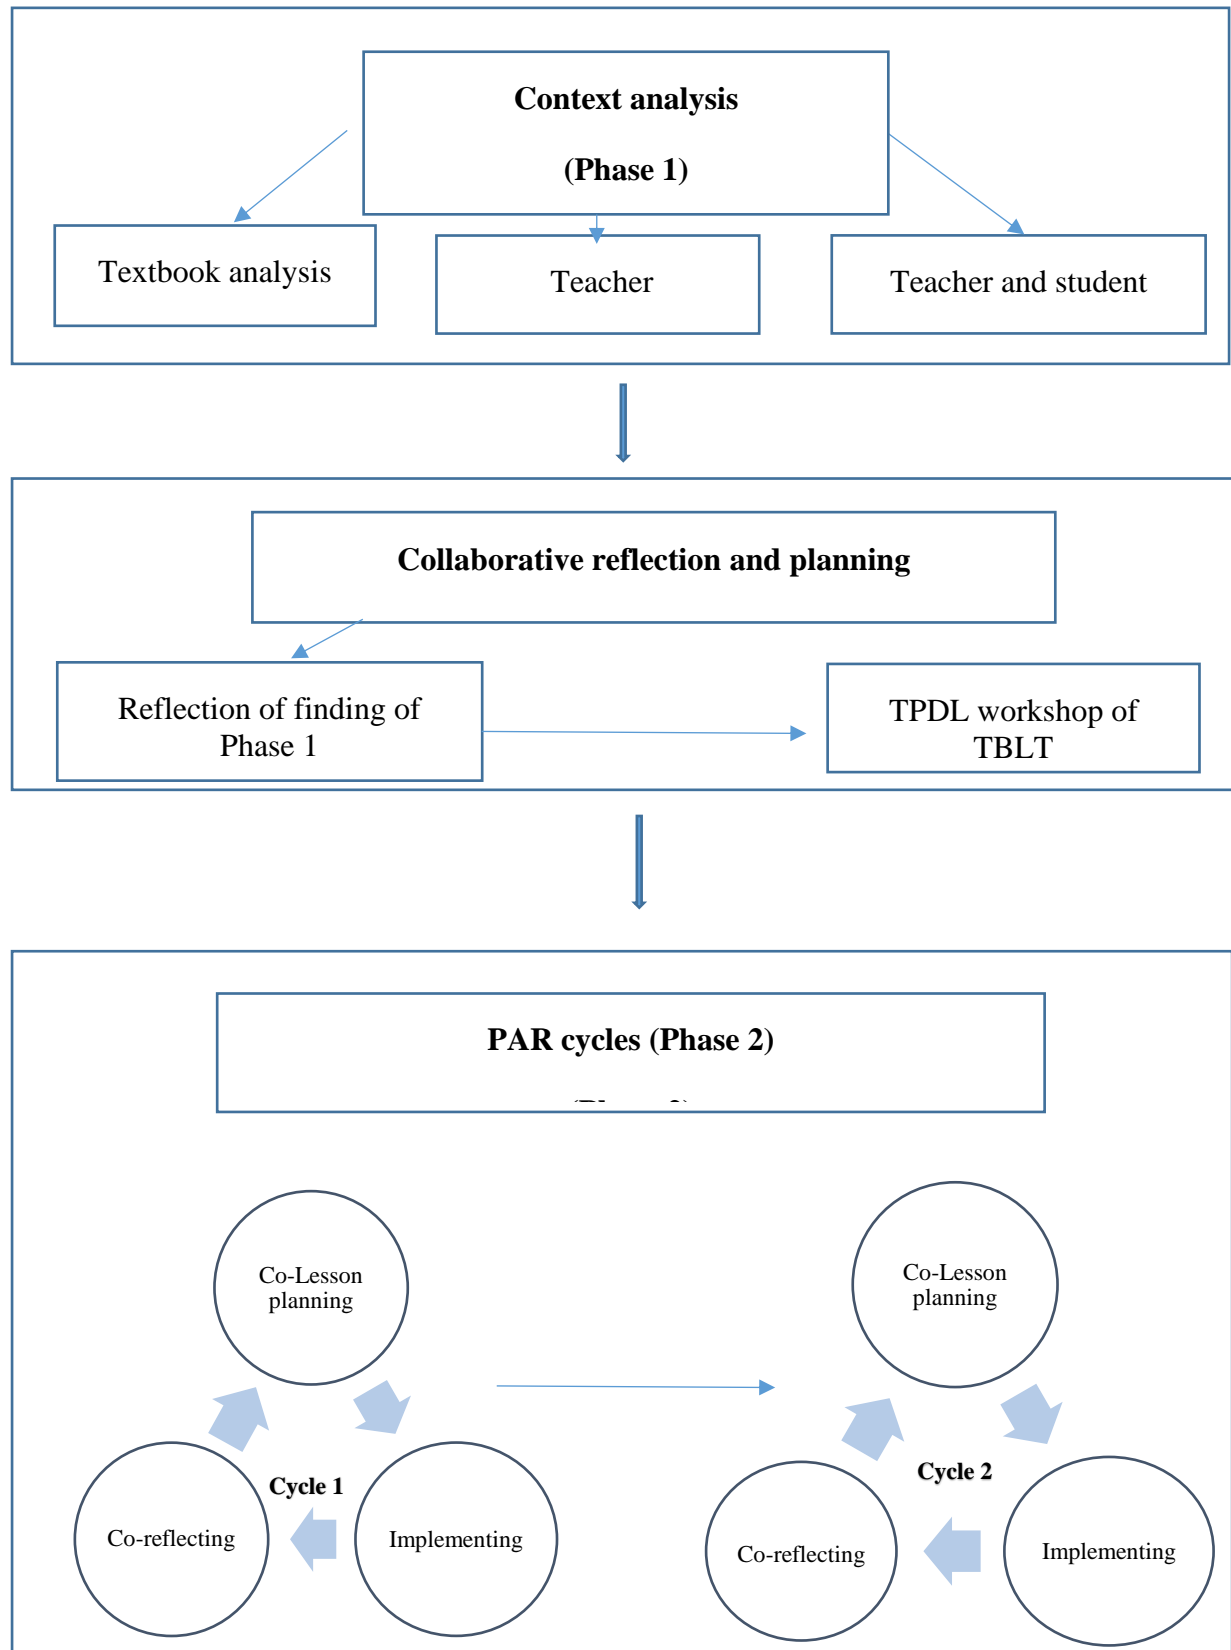 Context analysis
(Phase 1)
Textbook analysis
Teacher
Teacher and student
Collaborative reflection and planning
Reflection of finding of
Phase 1
TPDL workshop of
TBLT
PAR cycles (Phase 2)
Co-Lesson
planning
Cycle 1
Co-reflecting
Implementing
Co-Lesson
planning
Cycle 2
Co-reflecting
Implementing